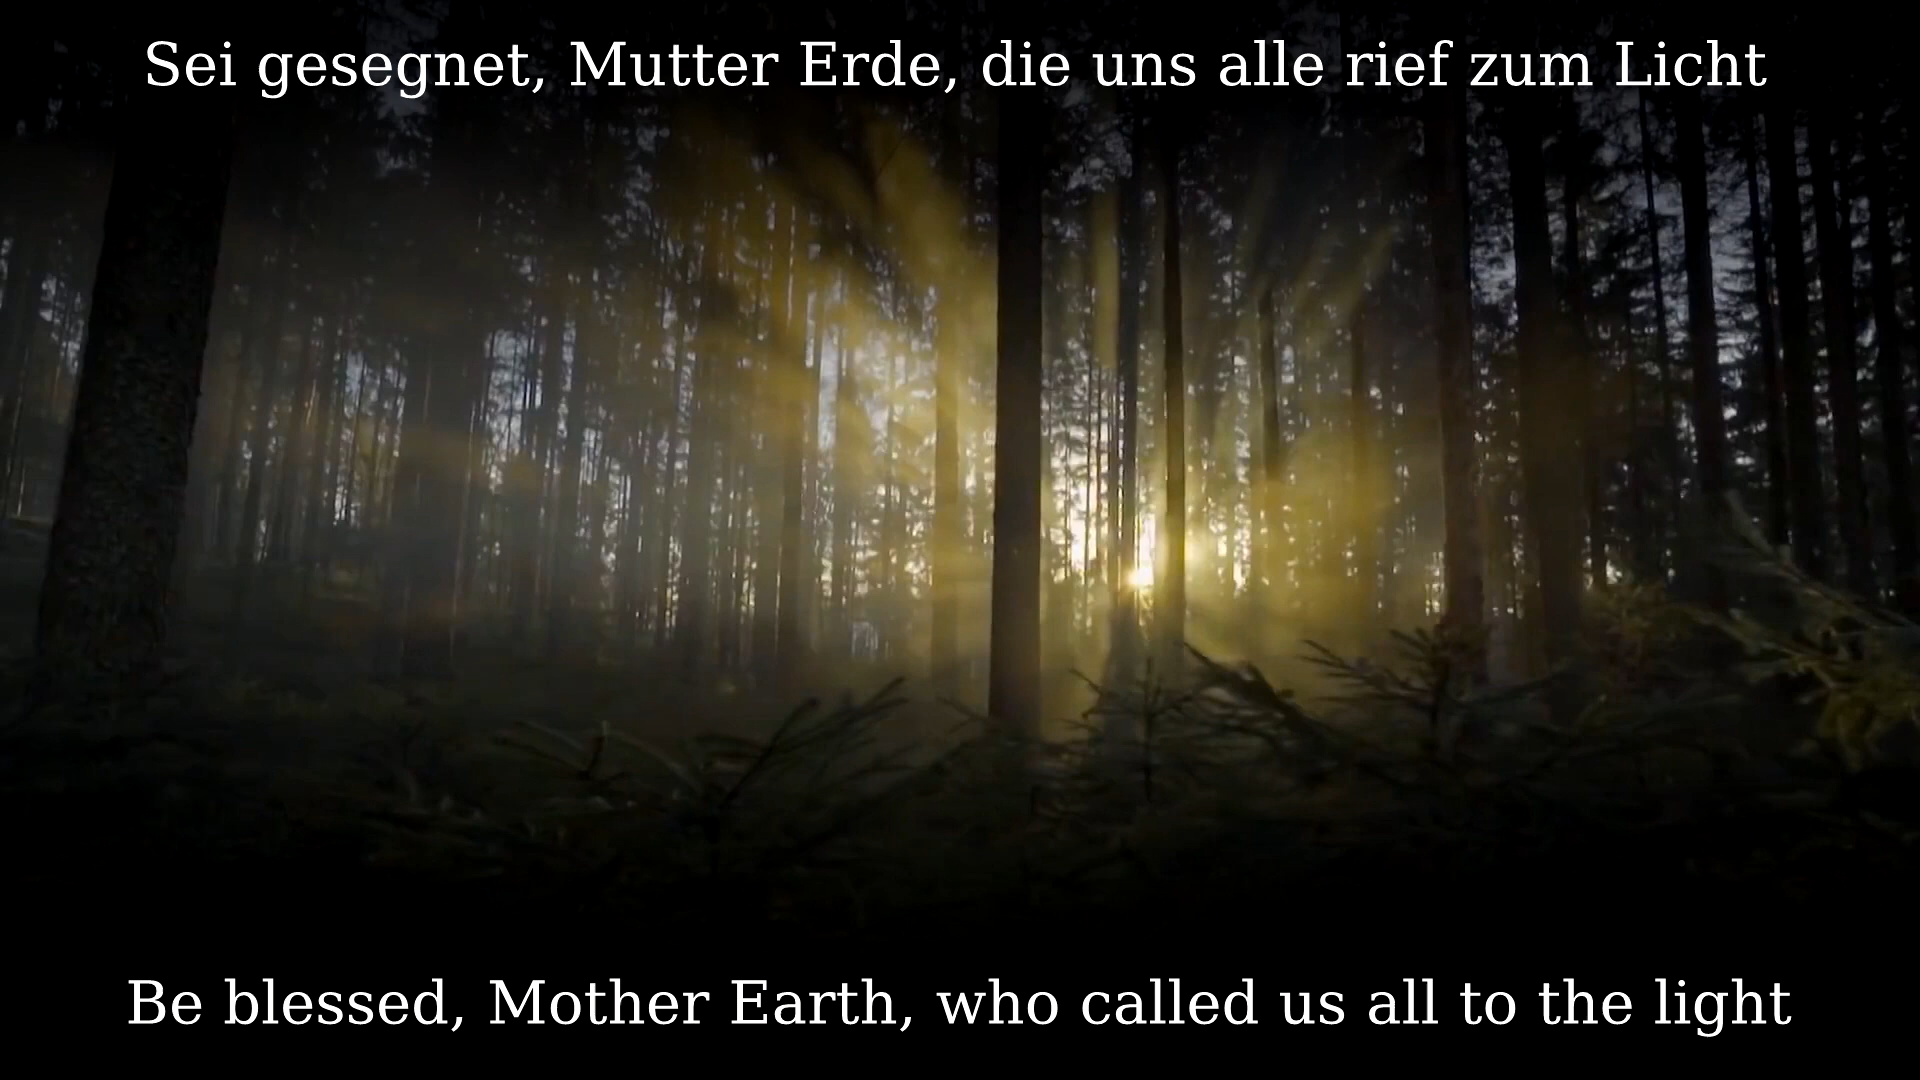 Sei gesegnet, Mutter Erde, die uns alle rief zum Licht
Be blessed, Mother Earth, who called us all to the light